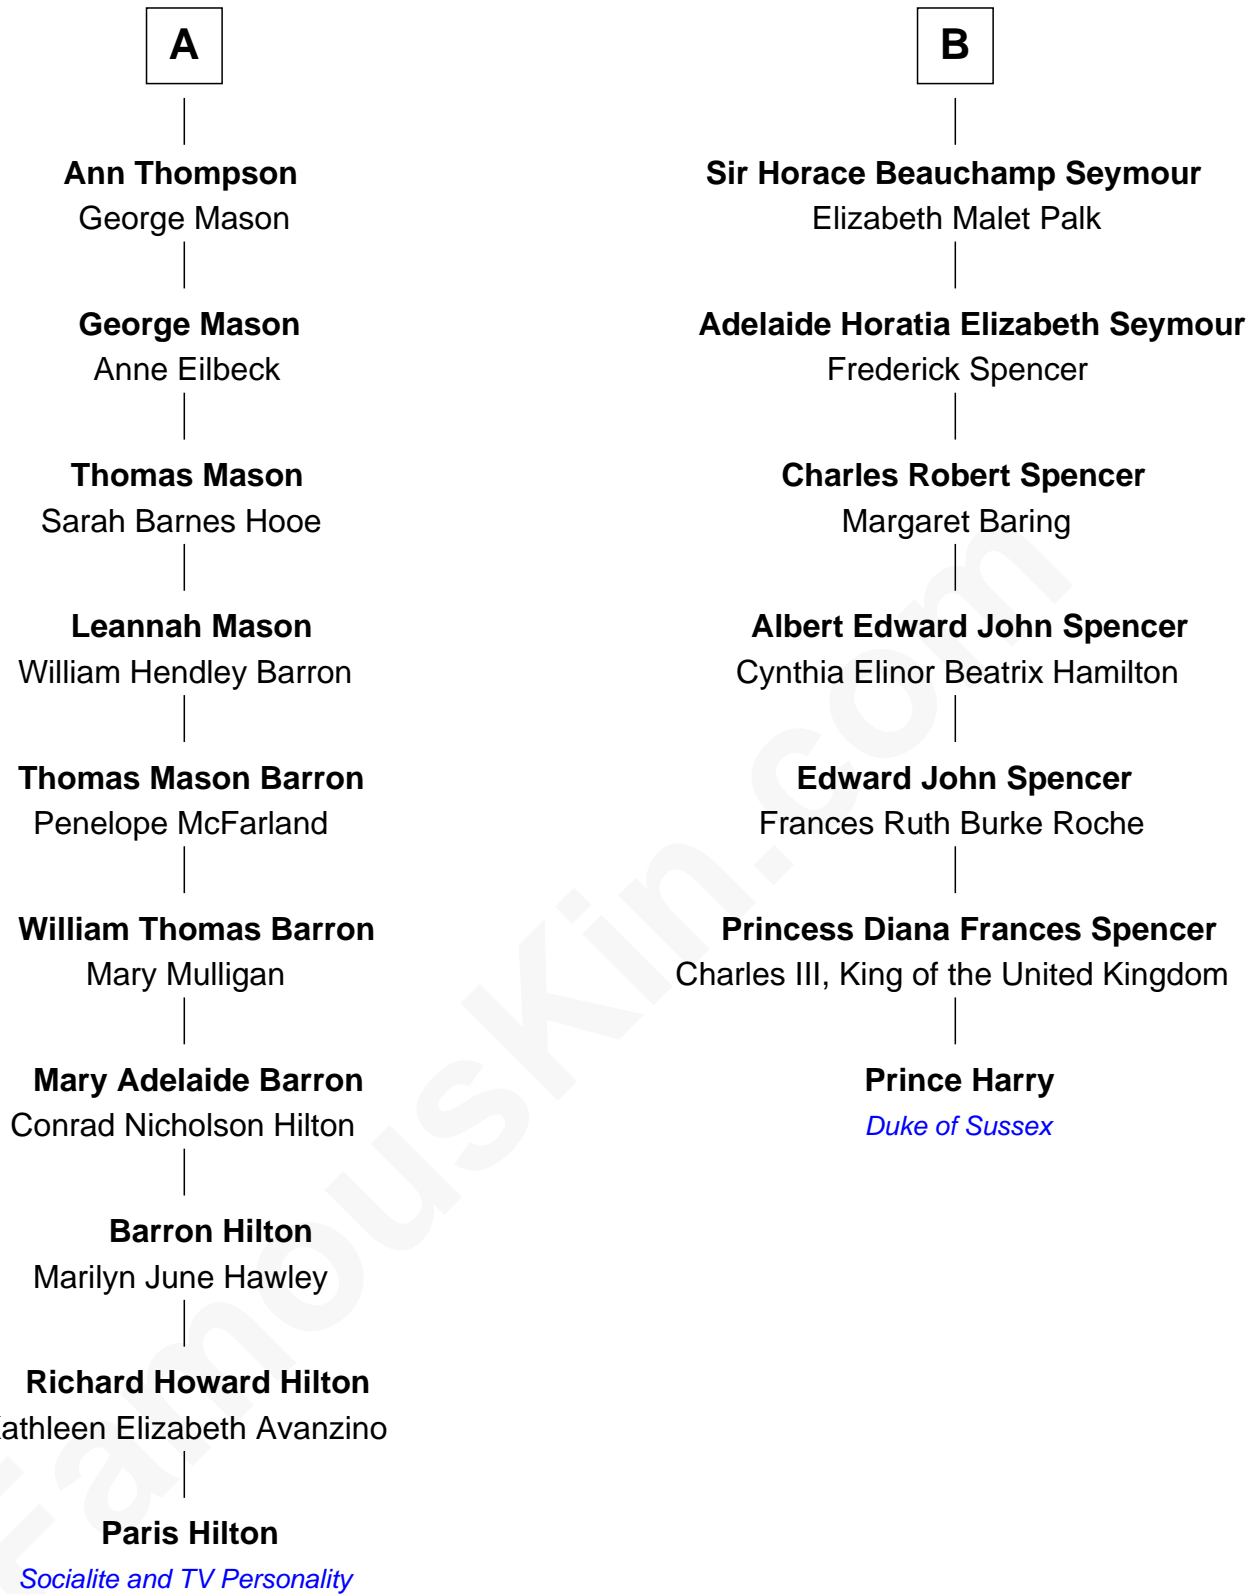 A
Ann Thompson
George Mason
George Mason
Anne Eilbeck
Thomas Mason
Sarah Barnes Hooe
Leannah Mason
William Hendley Barron
Thomas Mason Barron
Penelope McFarland
William Thomas Barron
Mary Mulligan
Mary Adelaide Barron
Conrad Nicholson Hilton
Barron Hilton
Marilyn June Hawley
Richard Howard Hilton
athleen Elizabeth Avanzino
Paris Hilton
Socialite and TV Personality
B
Sir Horace Beauchamp Seymour
Elizabeth Malet Palk
Adelaide Horatia Elizabeth Seymour
Frederick Spencer
Charles Robert Spencer
Margaret Baring
Albert Edward John Spencer
Cynthia Elinor Beatrix Hamilton
Edward John Spencer
Frances Ruth Burke Roche
Princess Diana Frances Spencer
Charles III, King of the United Kingdom
Prince Harry
Duke of Sussex
FamousKin.com